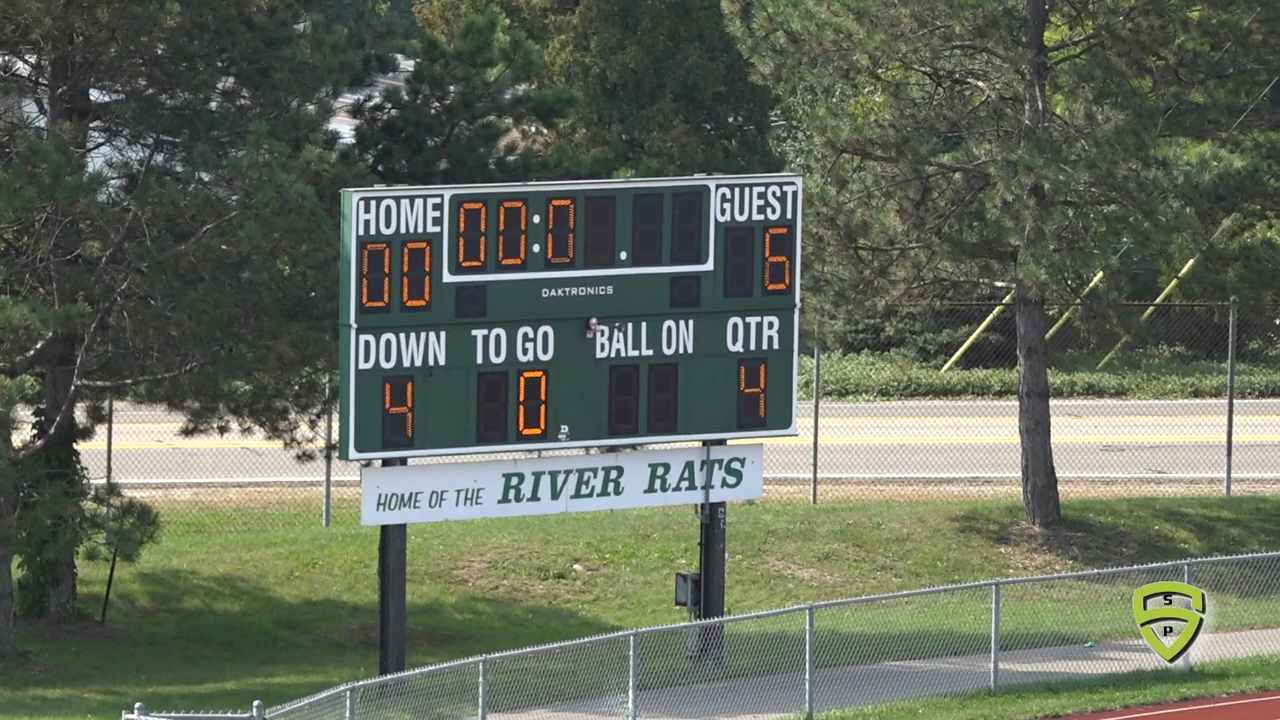 HOME 00:0 . GUEST
00 6
DAKTRONICS
DOWN TO GO BALL ON QTR
4 0 4
HOME OF THE RIVER RATS
S
P